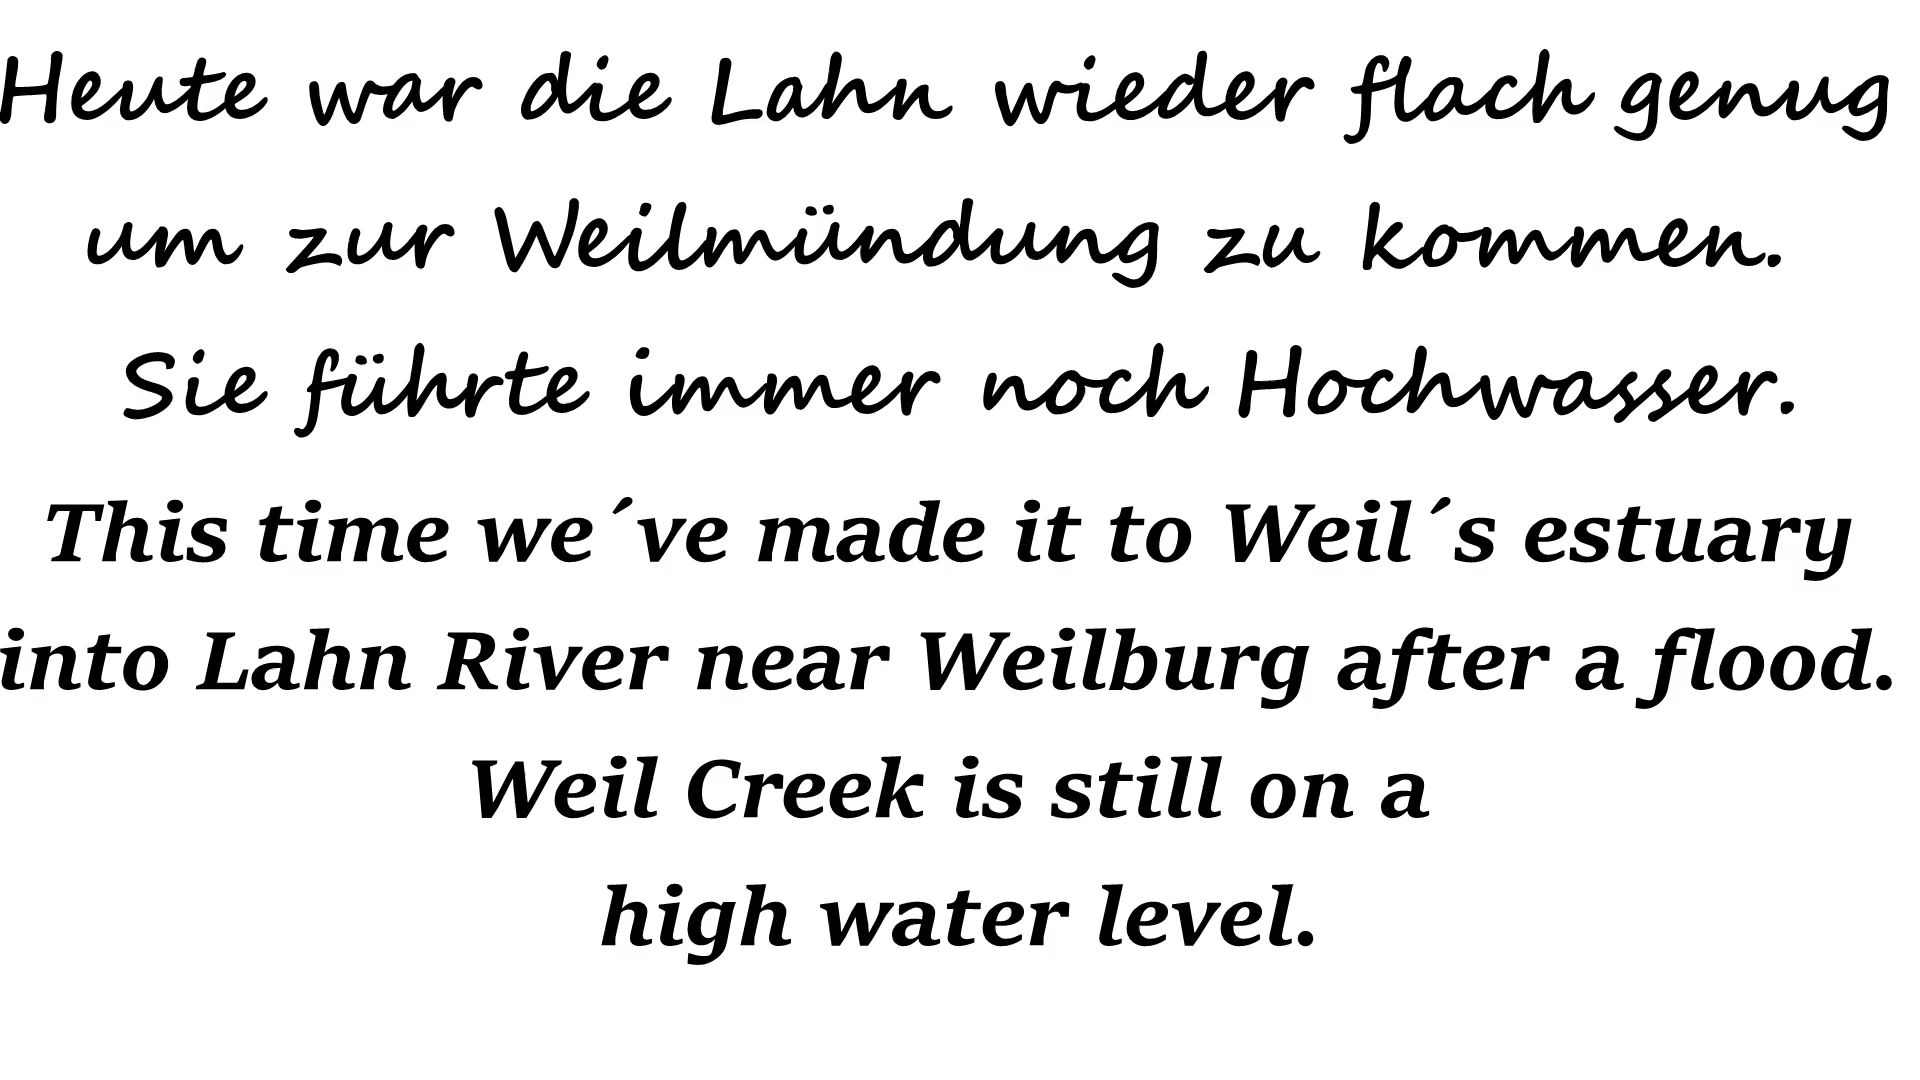 Heute war die Lahn wieder flach genug
um zur Weilmündung zu kommen.
Sie führte immer noch Hochwasser.
This time we´ve made it to Weil´s estuary
into Lahn River near Weilburg after a flood.
Weil Creek is still on a
high water level.